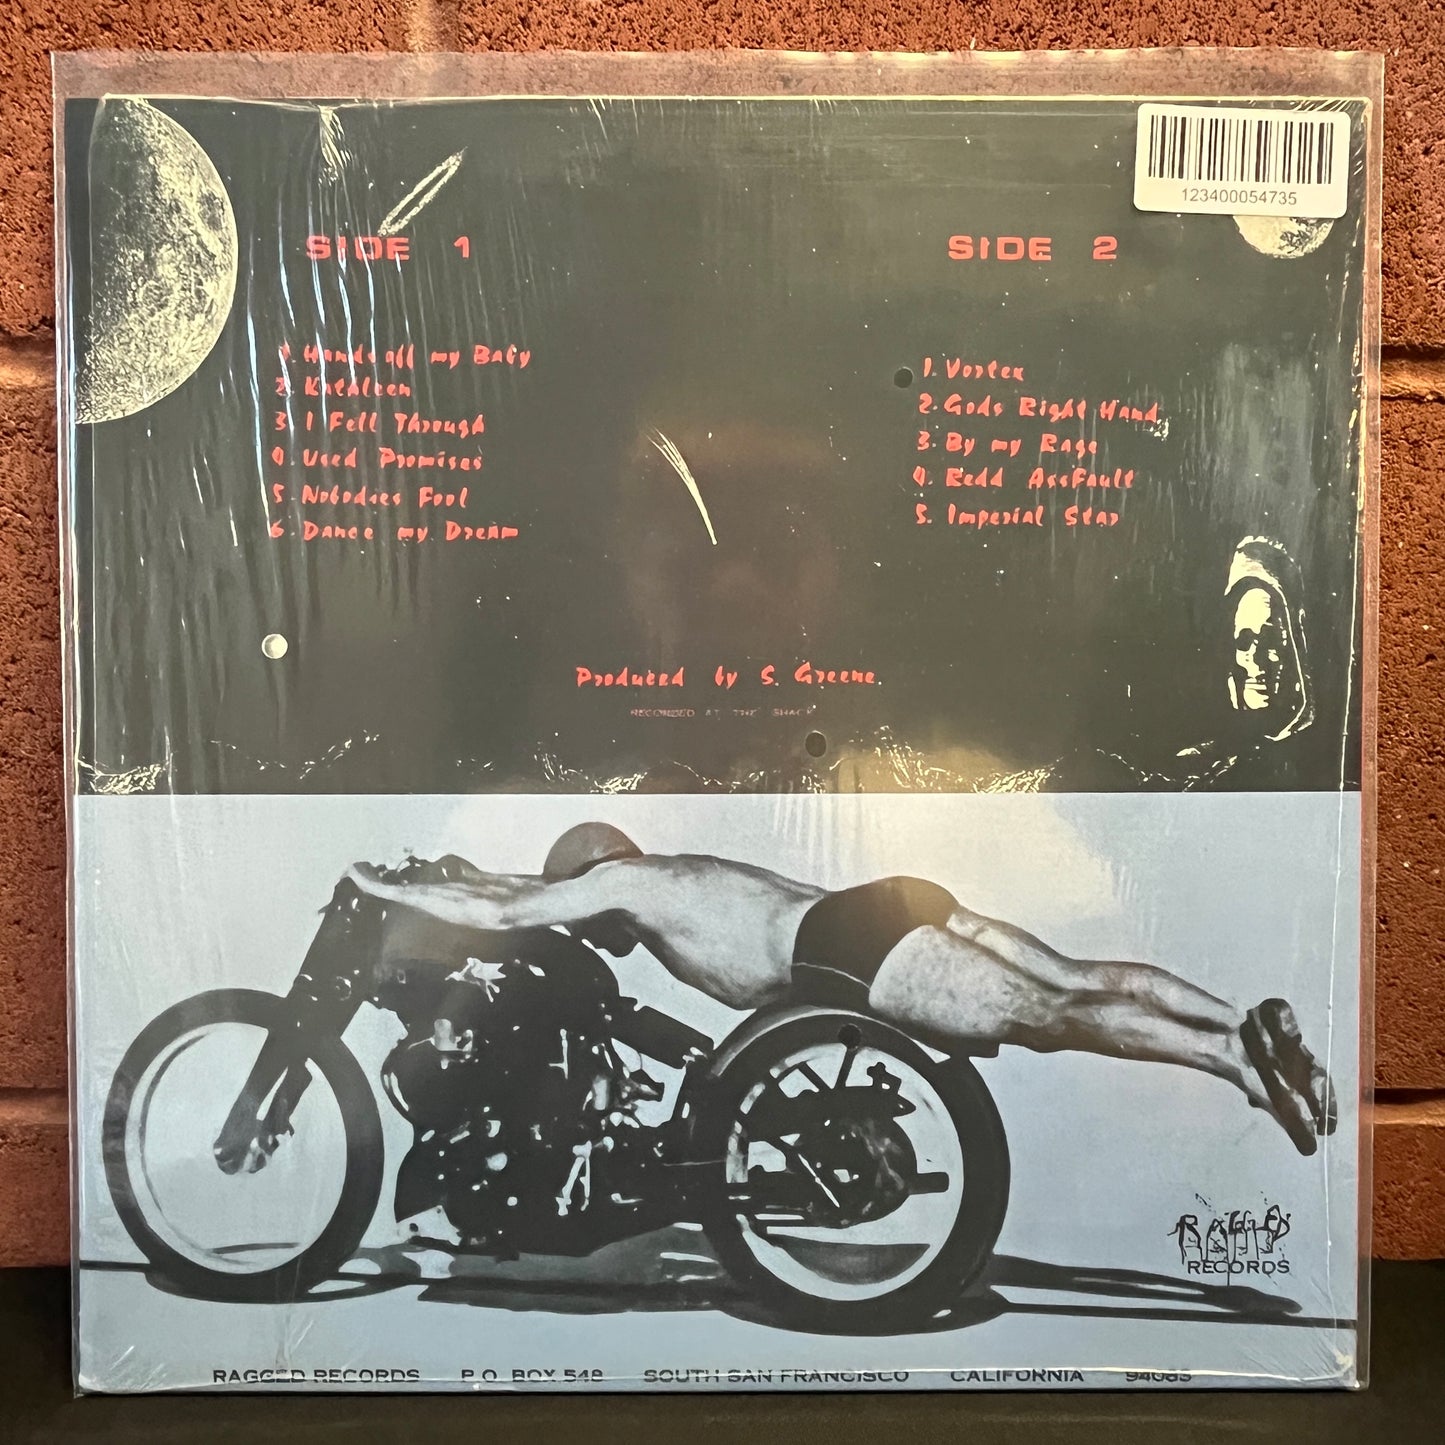 123400054735
SIDE 1
1. Hands off my Baby
2. Kathleen
3. I Fell Through
4. Used Promises
5. Nobodies Fool
6. Dance my Dream
SIDE 2
1. Vortex
2. Gods Right Hand
3. By my Rage
4. Redd AssFault
5. Imperial Star
Produced by S. Greene.
RECORDED AT THE SHACK
RAGGED
RECORDS
RAGGED RECORDS P.O. BOX 548 SOUTH SAN FRANCISCO CALIFORNIA 94083